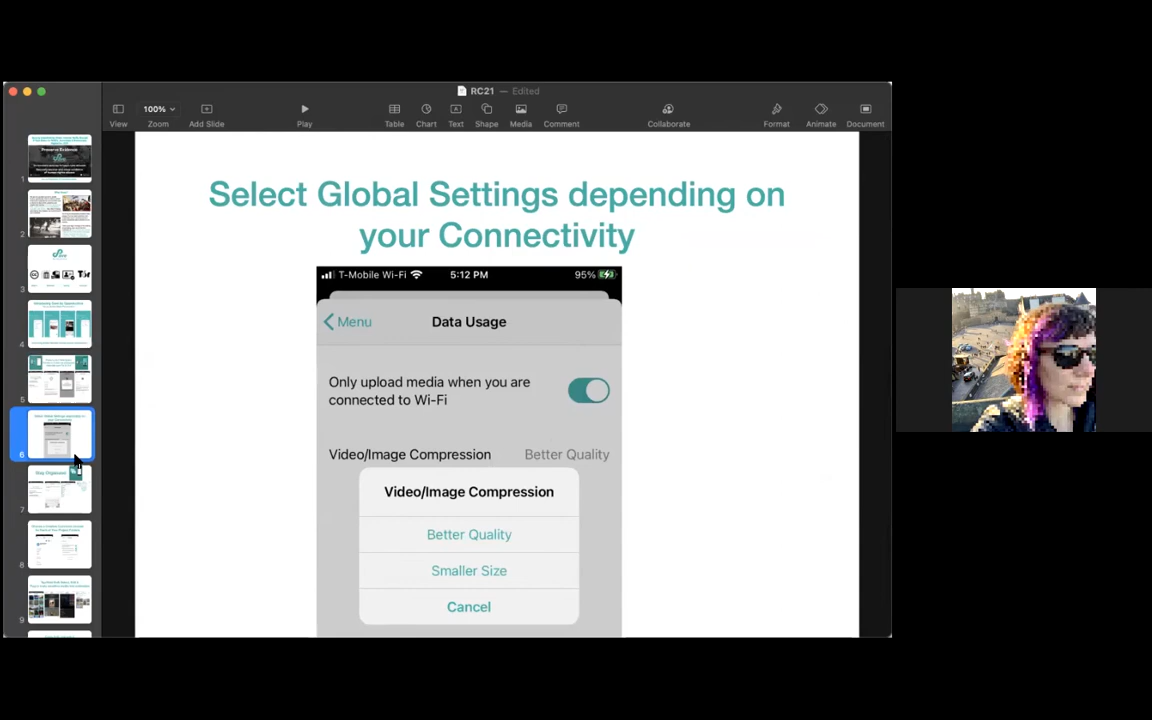 RC21 — Edited
100%
View Zoom Add Slide Play Table Chart Text Shape Media Comment Collaborate Format Animate Document
Select Global Settings depending on
your Connectivity
T-Mobile Wi-Fi 5:12 PM 95%
Menu Data Usage
Only upload media when you are
connected to Wi-Fi
Video/Image Compression Better Quality
Video/Image Compression
Better Quality
Smaller Size
Cancel
1
2
3
4
5
6
7
Stay Organized
8
9